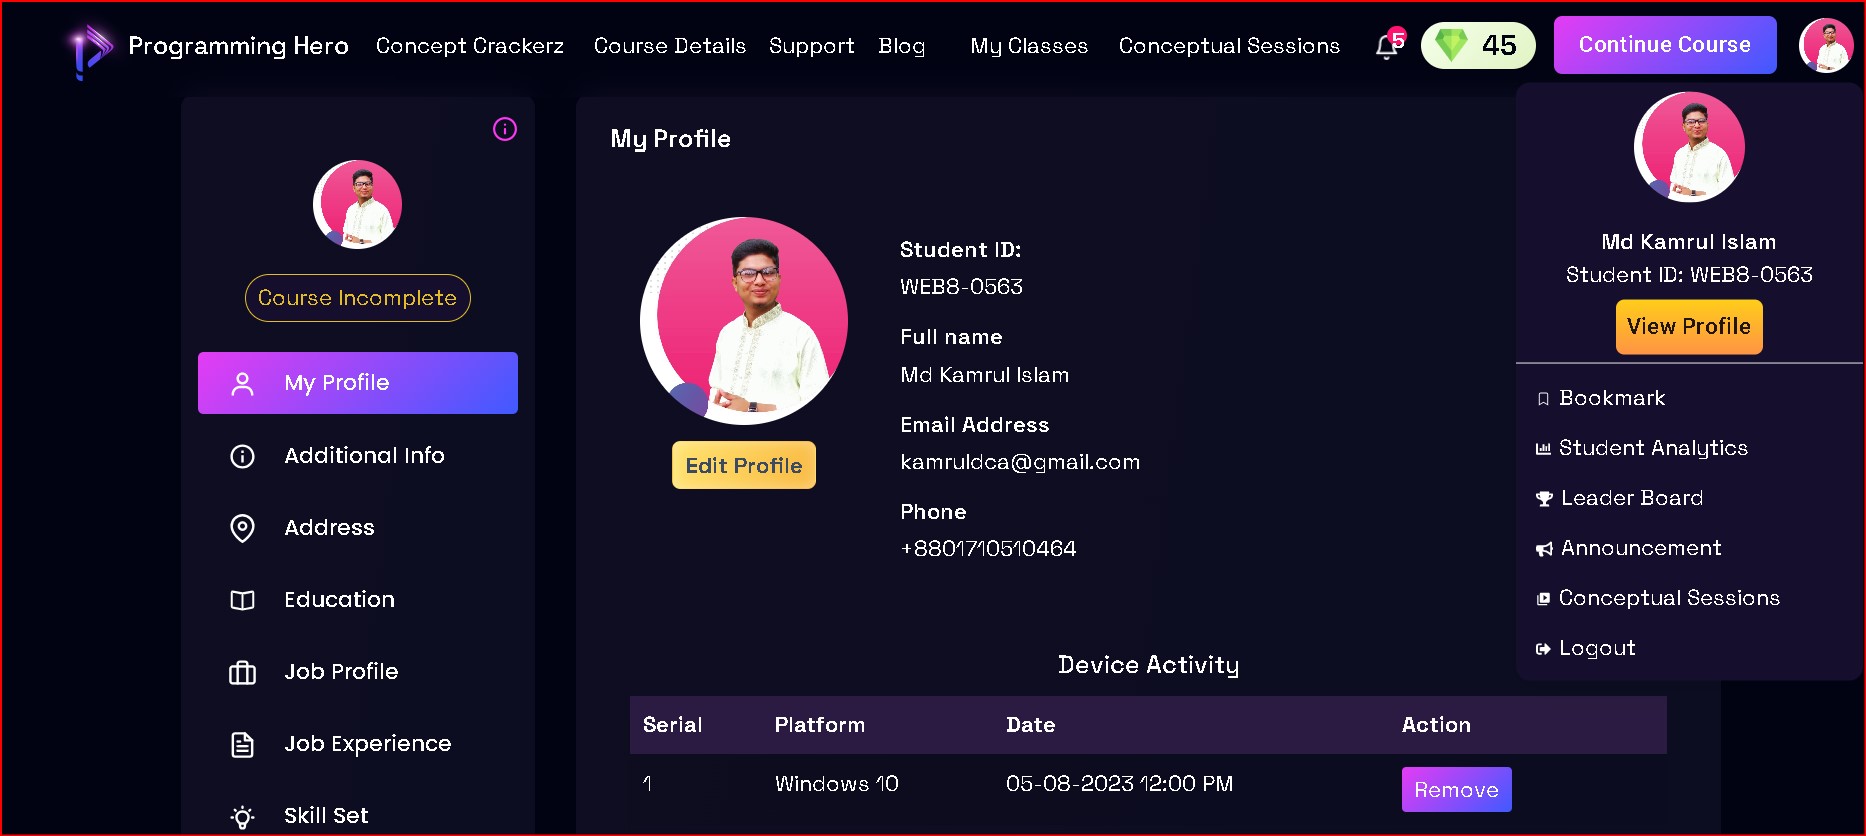 Programming Hero Concept Crackerz Course Details Support Blog My Classes Conceptual Sessions 5 45 Continue Course
Course Incomplete
My Profile
Additional Info
Address
Education
Job Profile
Job Experience
Skill Set
My Profile
Edit Profile
Student ID:
WEB8-0563
Full name
Md Kamrul Islam
Email Address
kamruldca@gmail.com
Phone
+8801710510464
Device Activity
Serial Platform Date Action
1 Windows 10 05-08-2023 12:00 PM Remove
Md Kamrul Islam
Student ID: WEB8-0563
View Profile
Bookmark
Student Analytics
Leader Board
Announcement
Conceptual Sessions
Logout